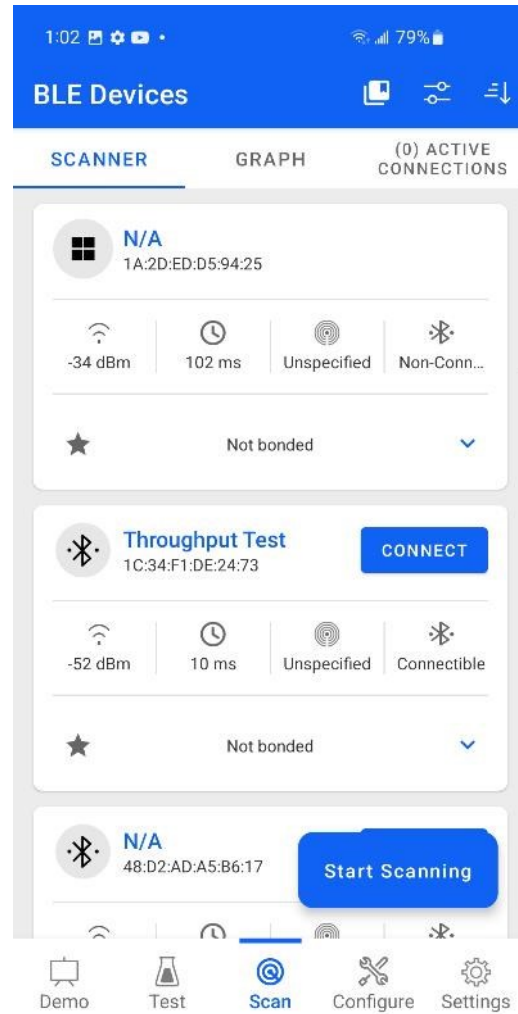 1:02 79%
BLE Devices
SCANNER GRAPH (0) ACTIVE
CONNECTIONS
N/A
1A:2D:ED:D5:94:25
-34 dBm 102 ms Unspecified Non-Conn...
Not bonded
Throughput Test CONNECT
1C:34:F1:DE:24:73
-52 dBm 10 ms Unspecified Connectible
Not bonded
N/A
48:D2:AD:A5:B6:17
Start Scanning
Demo Test Scan Configure Settings